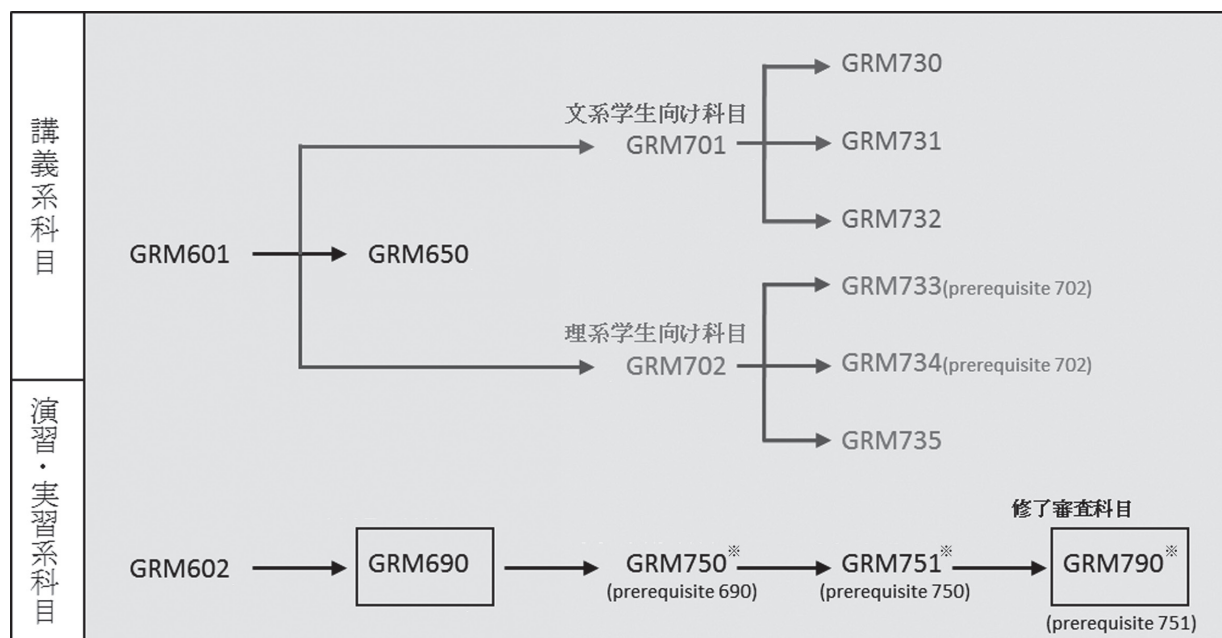 講義系科目
GRM730
文系学生向け科目
GRM701
GRM731
GRM732
GRM601
GRM650
GRM733(prerequisite 702)
理系学生向け科目
GRM702
GRM734(prerequisite 702)
GRM735
演習・実習系科目
修了審査科目
GRM602
GRM690
GRM750※
(prerequisite 690)
GRM751※
(prerequisite 750)
GRM790※
(prerequisite 751)